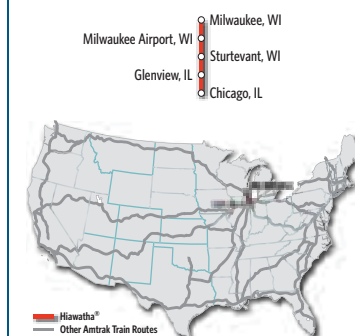 Milwaukee, WI
Milwaukee Airport, WI
Sturtevant, WI
Glenview, IL
Chicago, IL
Hiawatha®
Other Amtrak Train Routes